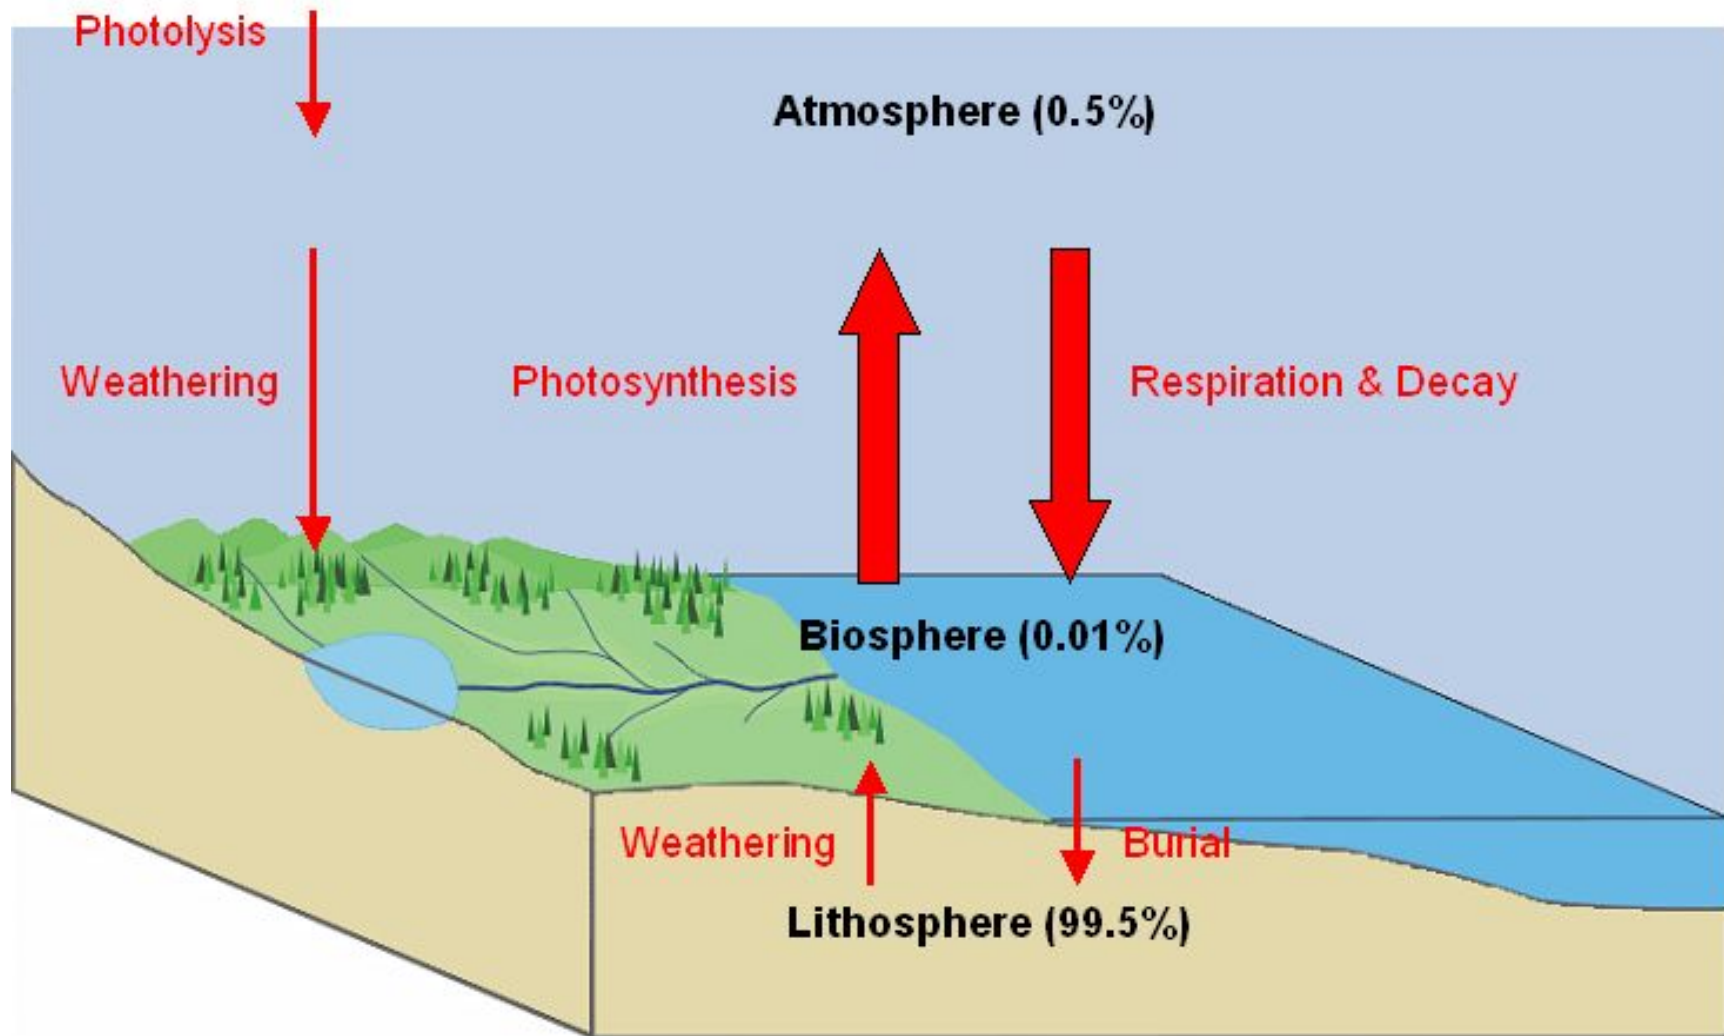 Photolysis
Atmosphere (0.5%)
Weathering
Photosynthesis
Respiration & Decay
Biosphere (0.01%)
Weathering
Burial
Lithosphere (99.5%)